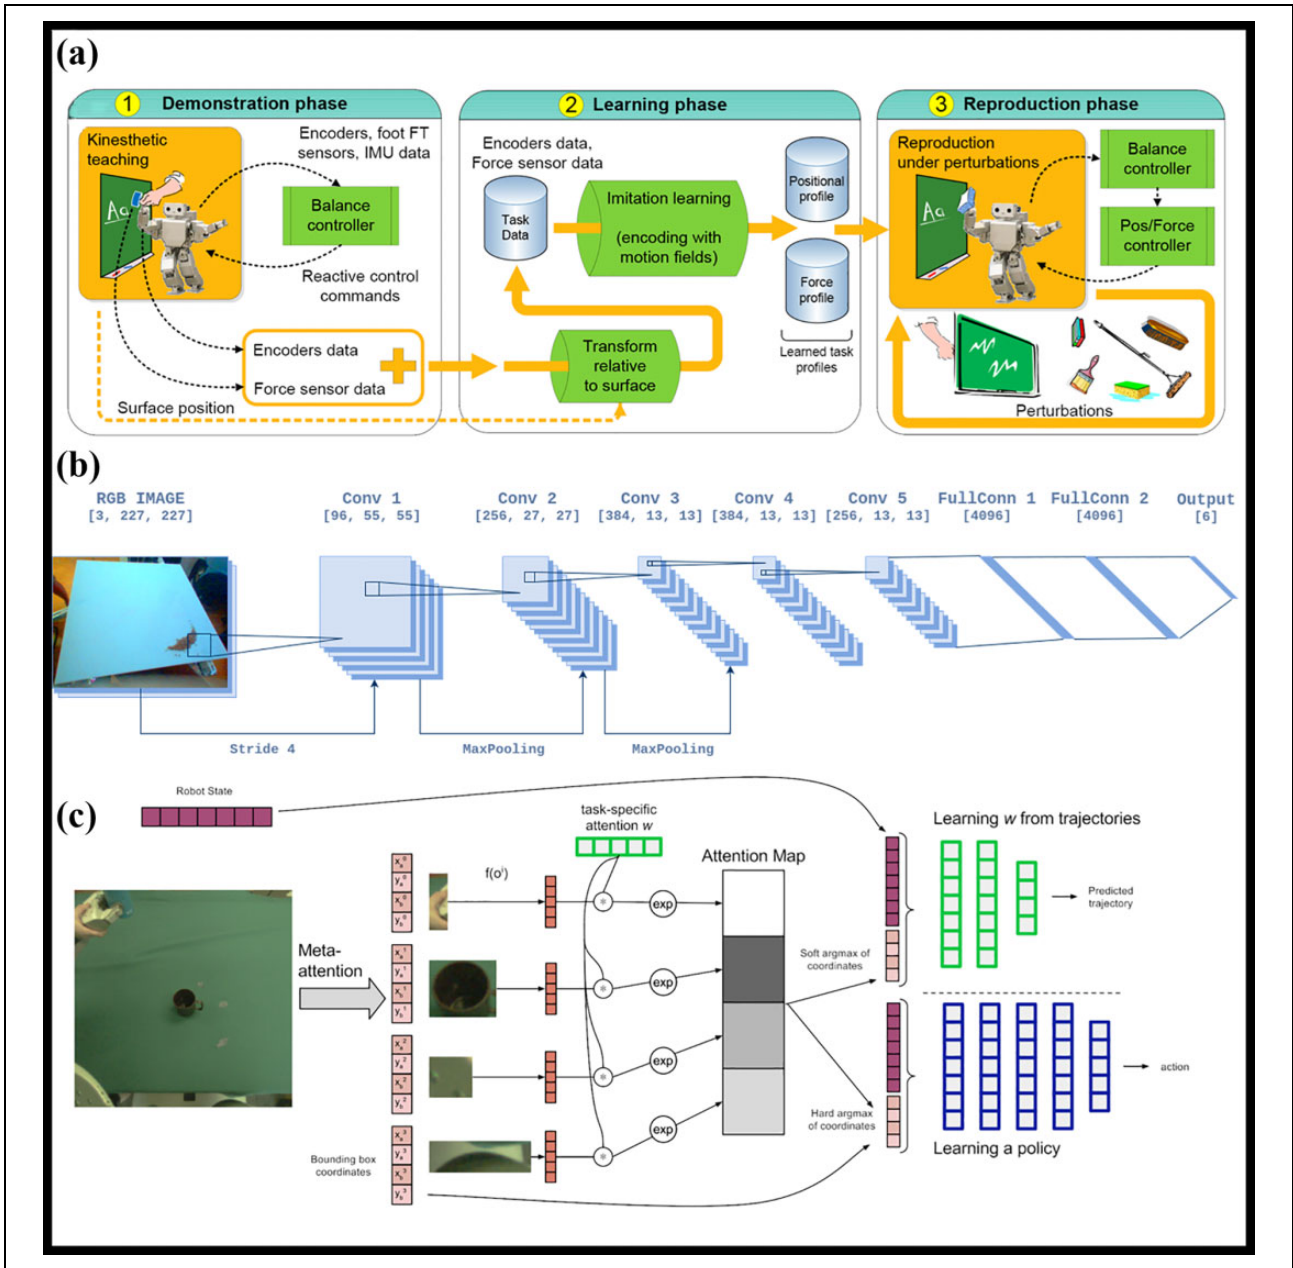 (a)
1 Demonstration phase
Kinesthetic
teaching
Encoders, foot FT
sensors, IMU data
Balance
controller
Reactive control
commands
Encoders data
Force sensor data
Surface position
2 Learning phase
Encoders data,
Force sensor data
Task
Data
Imitation learning
(encoding with
motion fields)
Transform
relative
to surface
Positional
profile
Force
profile
Learned task
profiles
3 Reproduction phase
Reproduction
under perturbations
Balance
controller
Pos/Force
controller
Perturbations
(b)
RGB IMAGE
[3, 227, 227]
Conv 1
[96, 55, 55]
Conv 2
[256, 27, 27]
Conv 3
[384, 13, 13]
Conv 4
[384, 13, 13]
Conv 5
[256, 13, 13]
FullConn 1
[4096]
FullConn 2
[4096]
Output
[6]
Stride 4
MaxPooling
MaxPooling
(c)
Robot State
Meta-
attention
Bounding box
coordinates
f(oⁱ)
task-specific
attention w
exp
exp
exp
exp
Attention Map
Soft argmax of
coordinates
Hard argmax
of coordinates
Learning w from trajectories
Predicted
trajectory
action
Learning a policy